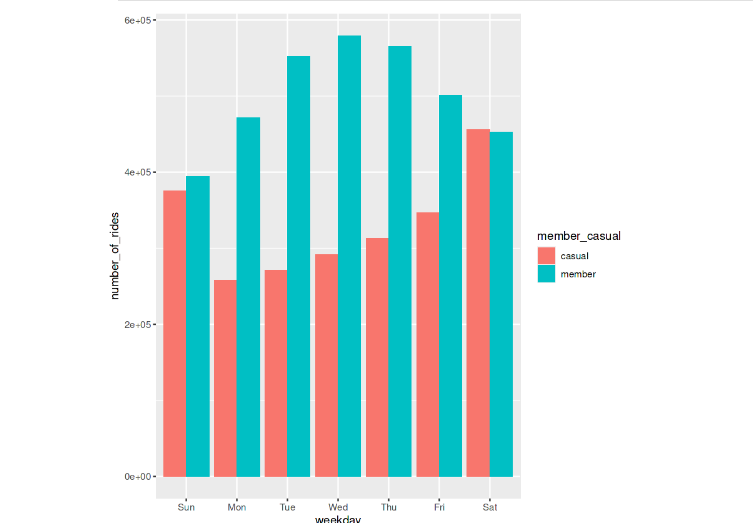 6e+05
4e+05
2e+05
0e+00
number_of_rides
Sun Mon Tue Wed Thu Fri Sat
weekday
member_casual
casual
member